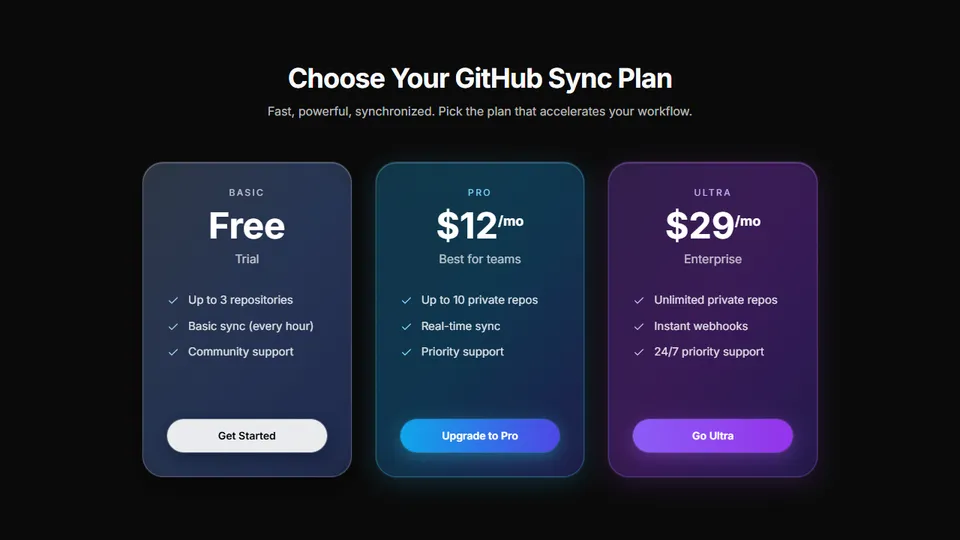 Choose Your GitHub Sync Plan
Fast, powerful, synchronized. Pick the plan that accelerates your workflow.
BASIC
Free
Trial
Up to 3 repositories
Basic sync (every hour)
Community support
Get Started
PRO
$12/mo
Best for teams
Up to 10 private repos
Real-time sync
Priority support
Upgrade to Pro
ULTRA
$29/mo
Enterprise
Unlimited private repos
Instant webhooks
24/7 priority support
Go Ultra